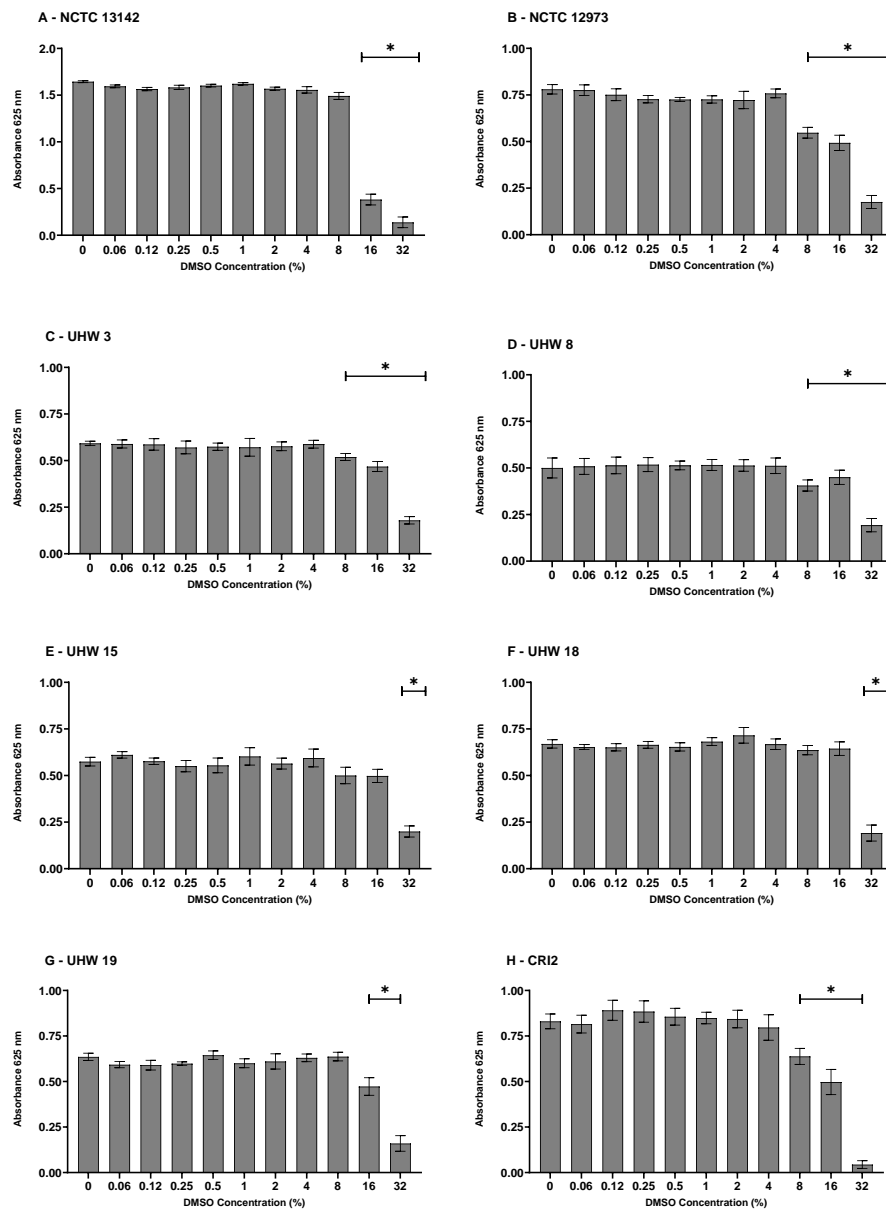 A - NCTC 13142
*
Absorbance 625 nm
2.0
1.5
1.0
0.5
0.0
0 0.06 0.12 0.25 0.5 1 2 4 8 16 32
DMSO Concentration (%)
B - NCTC 12973
*
Absorbance 625 nm
1.00
0.75
0.50
0.25
0.00
0 0.06 0.12 0.25 0.5 1 2 4 8 16 32
DMSO Concentration (%)
C - UHW 3
*
Absorbance 625 nm
1.00
0.75
0.50
0.25
0.00
0 0.06 0.12 0.25 0.5 1 2 4 8 16 32
DMSO Concentration (%)
D - UHW 8
*
Absorbance 625 nm
1.00
0.75
0.50
0.25
0.00
0 0.06 0.12 0.25 0.5 1 2 4 8 16 32
DMSO Concentration (%)
E - UHW 15
*
Absorbance 625 nm
1.00
0.75
0.50
0.25
0.00
0 0.06 0.12 0.25 0.5 1 2 4 8 16 32
DMSO Concentration (%)
F - UHW 18
*
Absorbance 625 nm
1.00
0.75
0.50
0.25
0.00
0 0.06 0.12 0.25 0.5 1 2 4 8 16 32
DMSO Concentration (%)
G - UHW 19
*
Absorbance 625 nm
1.00
0.75
0.50
0.25
0.00
0 0.06 0.12 0.25 0.5 1 2 4 8 16 32
DMSO Concentration (%)
H - CRI2
*
Absorbance 625 nm
1.00
0.75
0.50
0.25
0.00
0 0.06 0.12 0.25 0.5 1 2 4 8 16 32
DMSO Concentration (%)